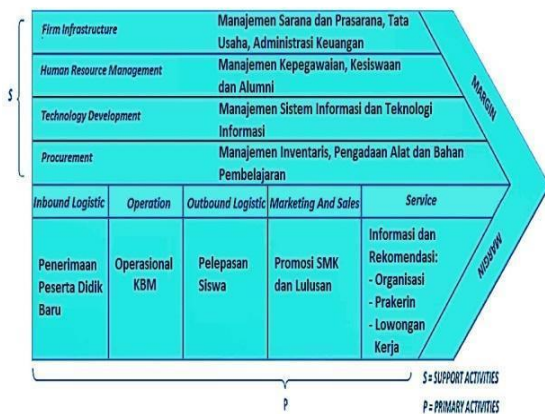 Firm Infrastructure
Manajemen Sarana dan Prasarana, Tata
Usaha, Administrasi Keuangan
Human Resource Management
Manajemen Kepegawaian, Kesiswaan
dan Alumni
Technology Development
Manajemen Sistem Informasi dan Teknologi
Informasi
Procurement
Manajemen Inventaris, Pengadaan Alat dan Bahan
Pembelajaran
S
MARGIN
Inbound Logistic
Operation
Outbound Logistic
Marketing And Sales
Service
Penerimaan
Peserta Didik
Baru
Operasional
KBM
Pelepasan
Siswa
Promosi SMK
dan Lulusan
Informasi dan
Rekomendasi:
- Organisasi
- Prakerin
- Lowongan
Kerja
MARGIN
P
S = SUPPORT ACTIVITIES
P = PRIMARY ACTIVITIES